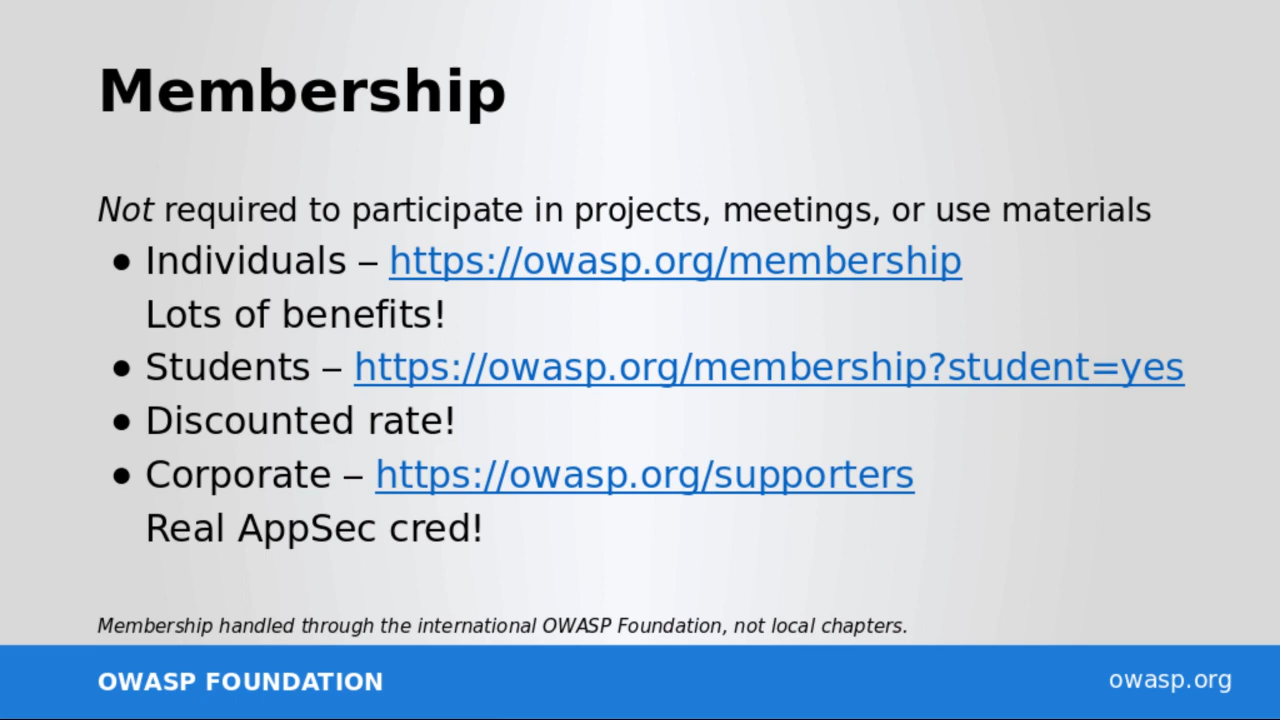 Membership
Not required to participate in projects, meetings, or use materials
● Individuals – https://owasp.org/membership
Lots of benefits!
● Students – https://owasp.org/membership?student=yes
● Discounted rate!
● Corporate – https://owasp.org/supporters
Real AppSec cred!
Membership handled through the international OWASP Foundation, not local chapters.
OWASP FOUNDATION
owasp.org